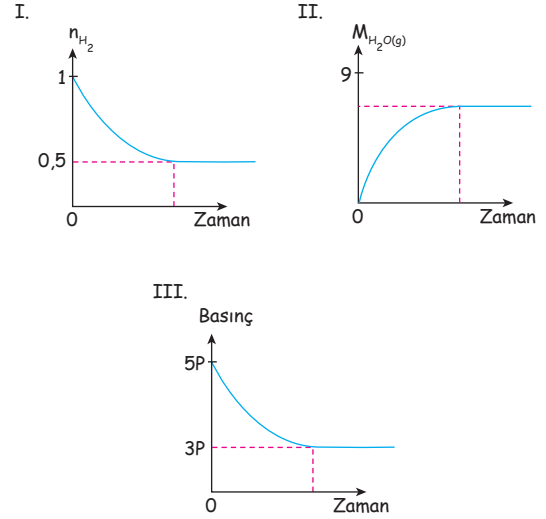 I.
n_H₂
1
0,5
0
Zaman
II.
M_H₂O(g)
9
0
Zaman
III.
Basınç
5P
3P
0
Zaman